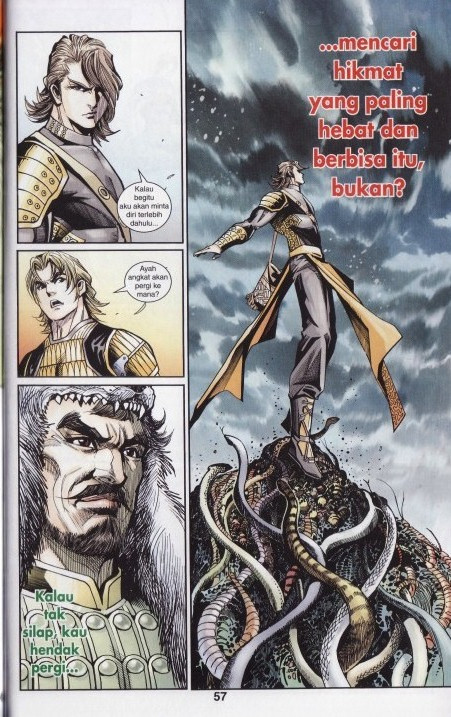 Kalau
begitu
aku akan minta
diri terlebih
dahulu...
Ayah
angkat akan
pergi ke
mana?
Kalau
tak
silap, kau
hendak
pergi...
...mencari
hikmat
yang paling
hebat dan
berbisa itu,
bukan?
57